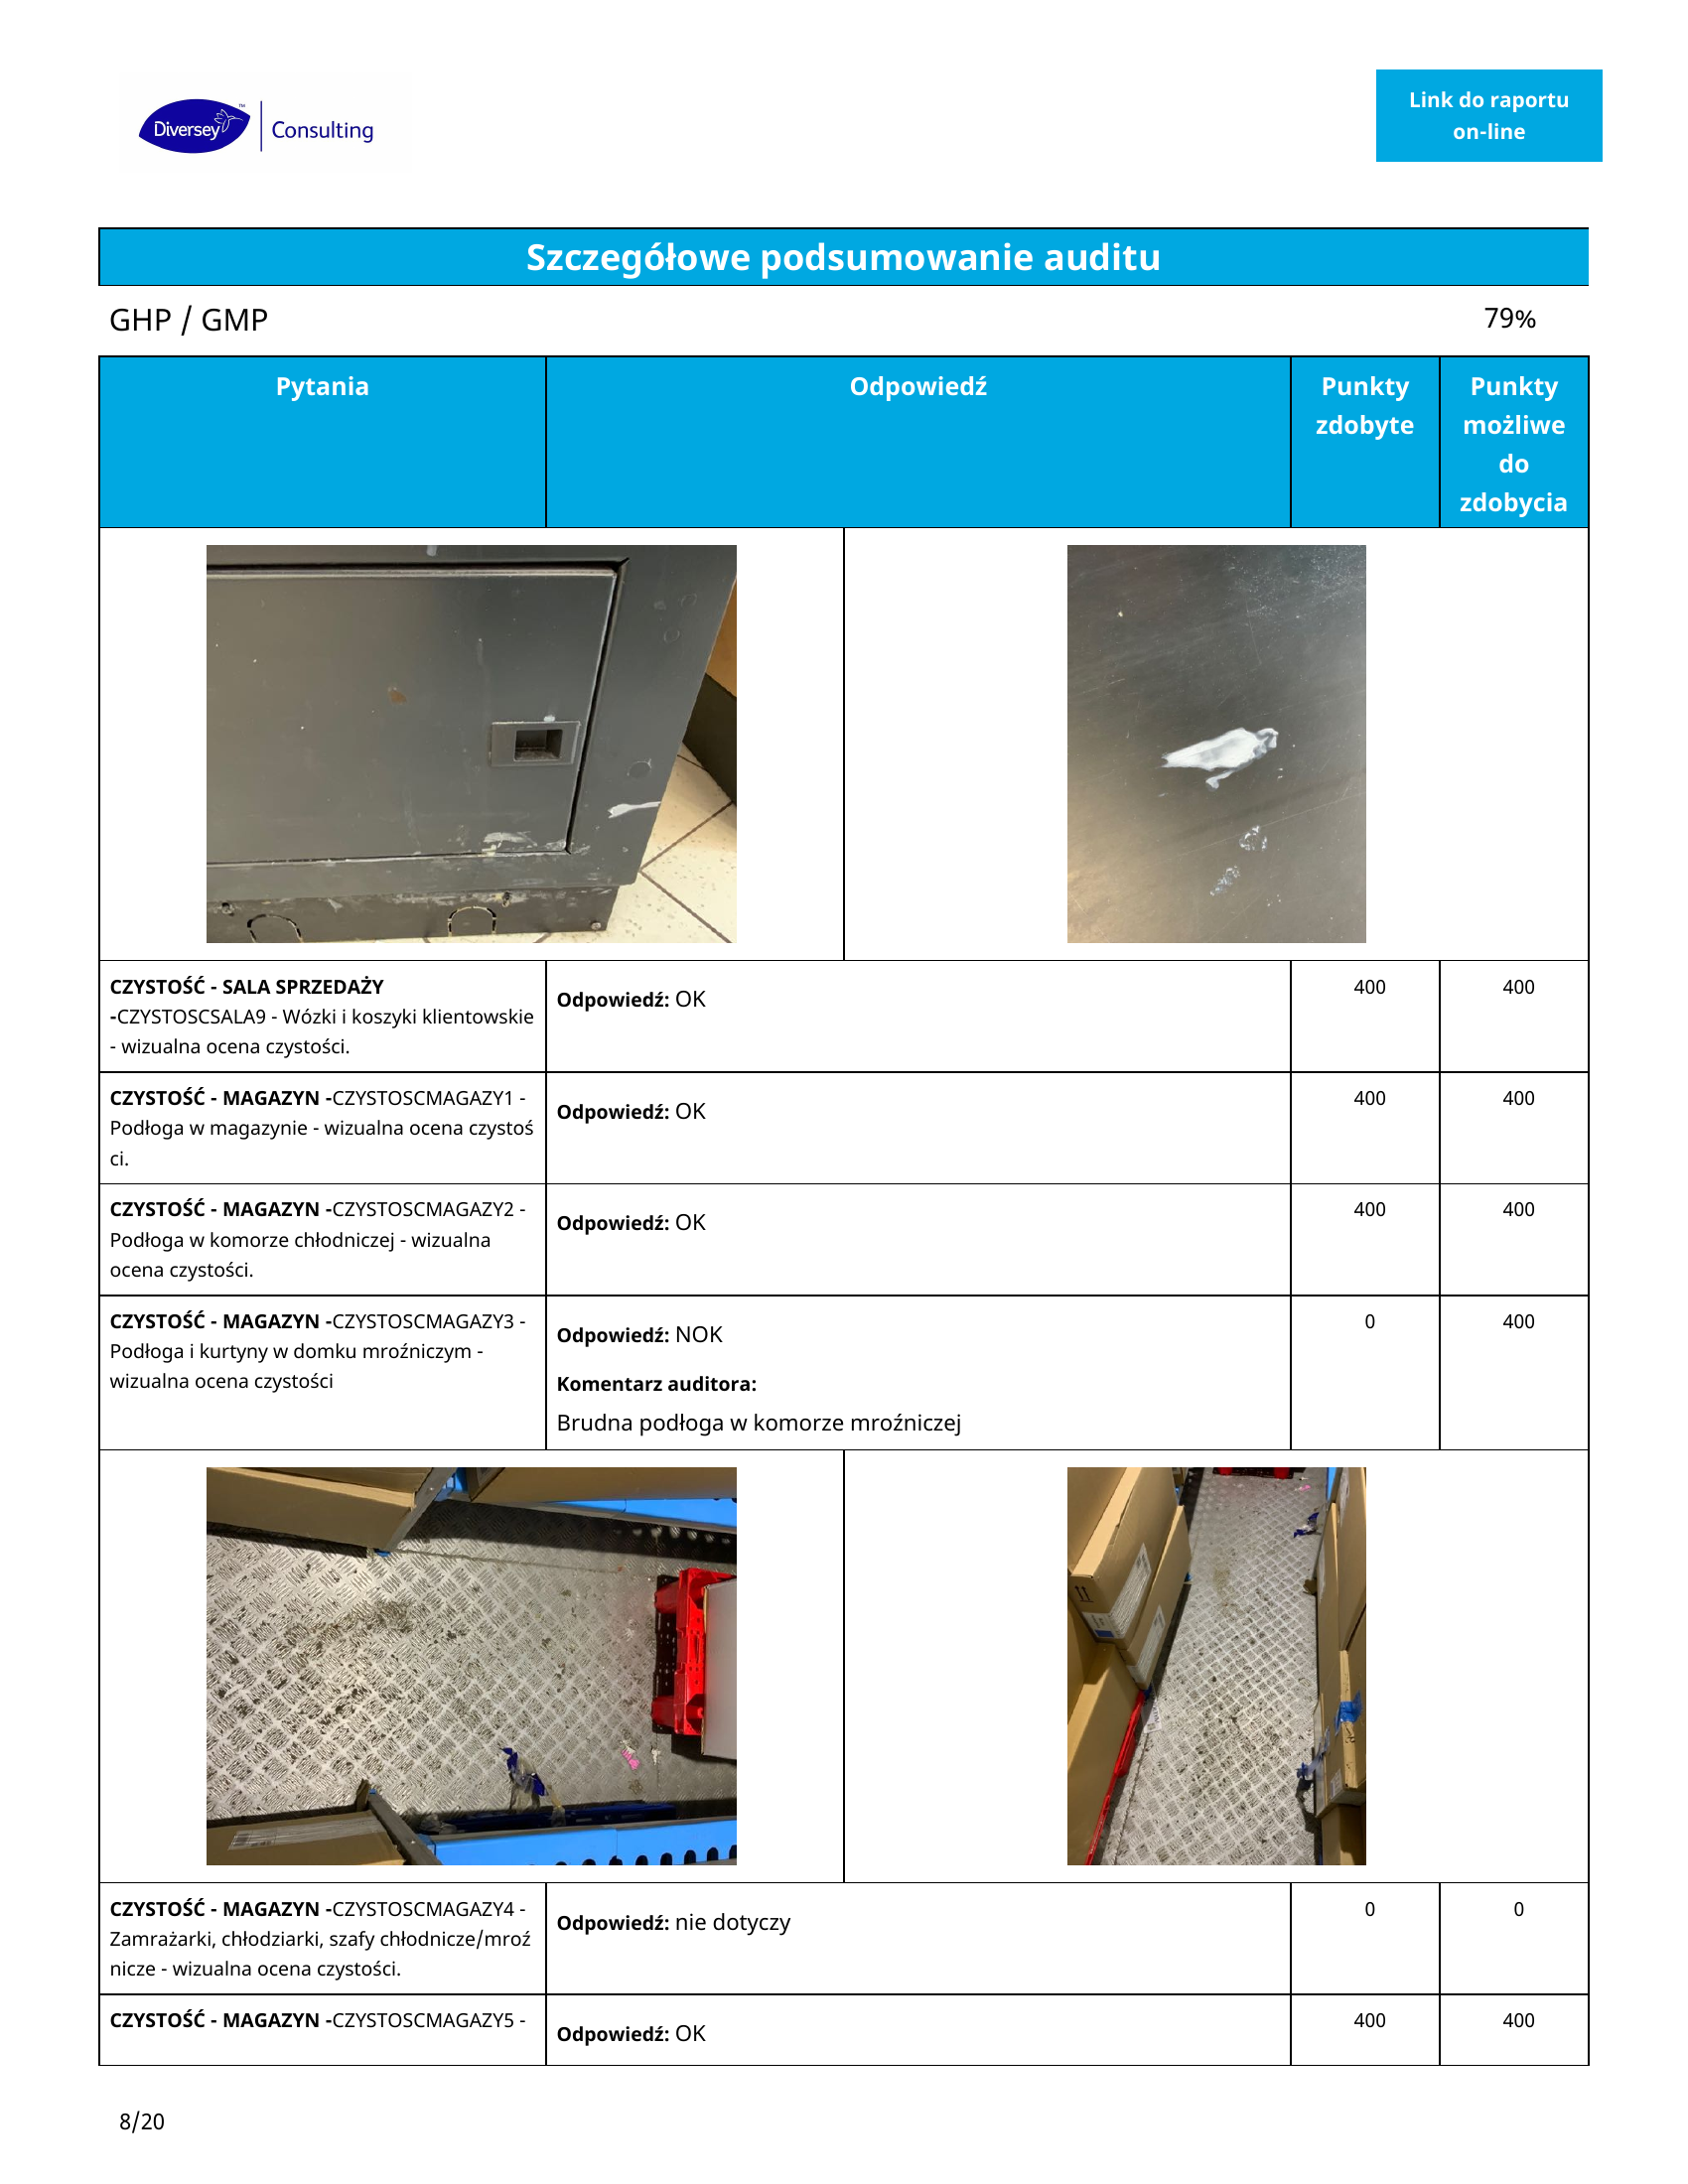 Diversey™ Consulting
Link do raportu
on-line
Szczegółowe podsumowanie auditu
GHP / GMP 79%
Pytania Odpowiedź Punkty zdobyte Punkty możliwe do zdobycia
CZYSTOŚĆ - SALA SPRZEDAŻY
-CZYSTOSCSALA9 - Wózki i koszyki klientowskie
- wizualna ocena czystości.
Odpowiedź: OK
400 400
CZYSTOŚĆ - MAGAZYN -CZYSTOSCMAGAZY1 -
Podłoga w magazynie - wizualna ocena czystoś
ci.
Odpowiedź: OK
400 400
CZYSTOŚĆ - MAGAZYN -CZYSTOSCMAGAZY2 -
Podłoga w komorze chłodniczej - wizualna
ocena czystości.
Odpowiedź: OK
400 400
CZYSTOŚĆ - MAGAZYN -CZYSTOSCMAGAZY3 -
Podłoga i kurtyny w domku mroźniczym -
wizualna ocena czystości
Odpowiedź: NOK
Komentarz auditora:
Brudna podłoga w komorze mroźniczej
0 400
CZYSTOŚĆ - MAGAZYN -CZYSTOSCMAGAZY4 -
Zamrażarki, chłodziarki, szafy chłodnicze/mroź
nicze - wizualna ocena czystości.
Odpowiedź: nie dotyczy
0 0
CZYSTOŚĆ - MAGAZYN -CZYSTOSCMAGAZY5 -
Odpowiedź: OK
400 400
8/20